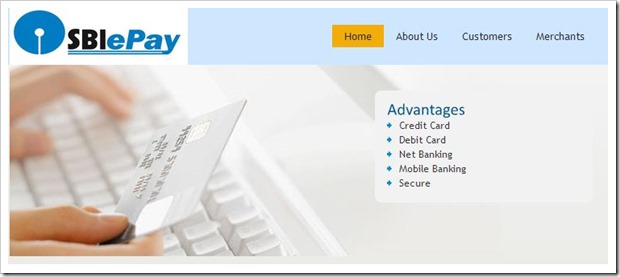 SBIePay
Home About Us Customers Merchants
Advantages
Credit Card
Debit Card
Net Banking
Mobile Banking
Secure